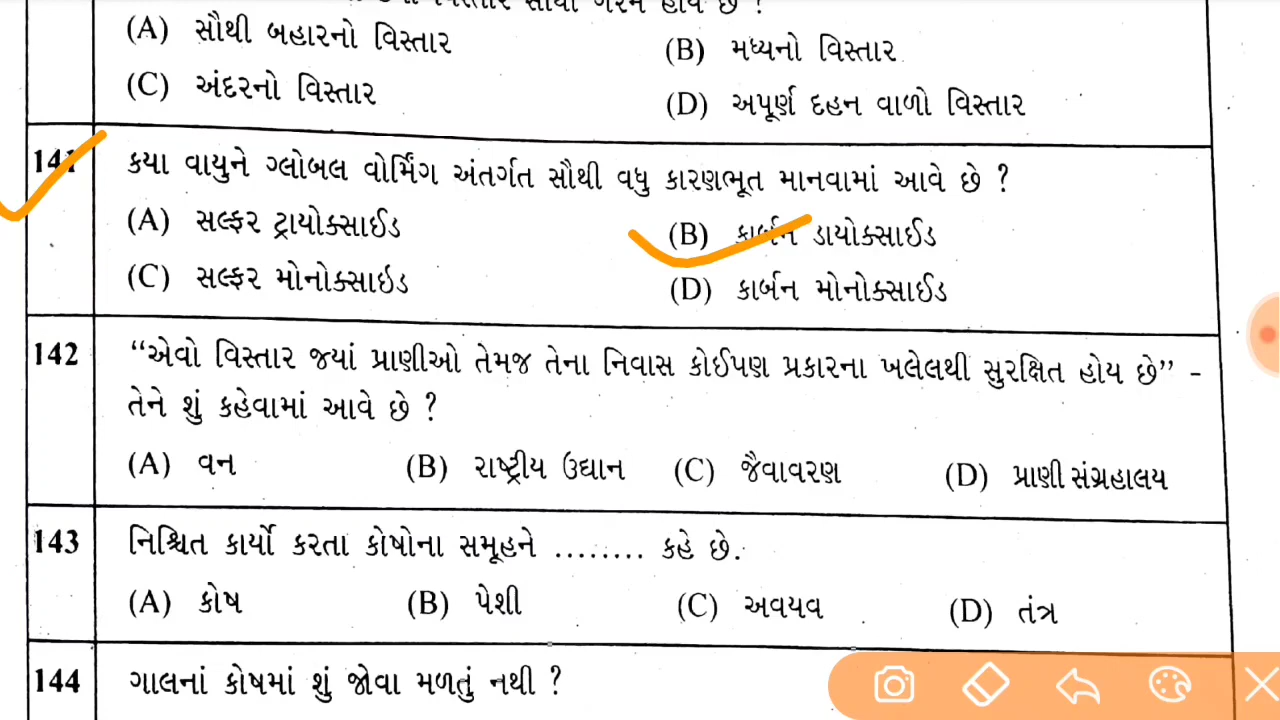 (A) સૌથી બહારનો વિસ્તાર (B) મધ્યનો વિસ્તાર
(C) અંદરનો વિસ્તાર (D) અપૂર્ણ દહન વાળો વિસ્તાર
141 કયા વાયુને ગ્લોબલ વોર્મિંગ અંતર્ગત સૌથી વધુ કારણભૂત માનવામાં આવે છે ?
(A) સલ્ફર ટ્રાયોક્સાઈડ (B) કાર્બન ડાયોક્સાઈડ
(C) સલ્ફર મોનોક્સાઇડ (D) કાર્બન મોનોક્સાઈડ
142 “એવો વિસ્તાર જ્યાં પ્રાણીઓ તેમજ તેના નિવાસ કોઈપણ પ્રકારના ખલેલથી સુરક્ષિત હોય છે” -
તેને શું કહેવામાં આવે છે ?
(A) વન (B) રાષ્ટ્રીય ઉદ્યાન (C) જૈવાવરણ (D) પ્રાણી સંગ્રહાલય
143 નિશ્ચિત કાર્યો કરતા કોષોના સમૂહને ........ કહે છે.
(A) કોષ (B) પેશી (C) અવયવ (D) તંત્ર
144 ગાલનાં કોષમાં શું જોવા મળતું નથી ?